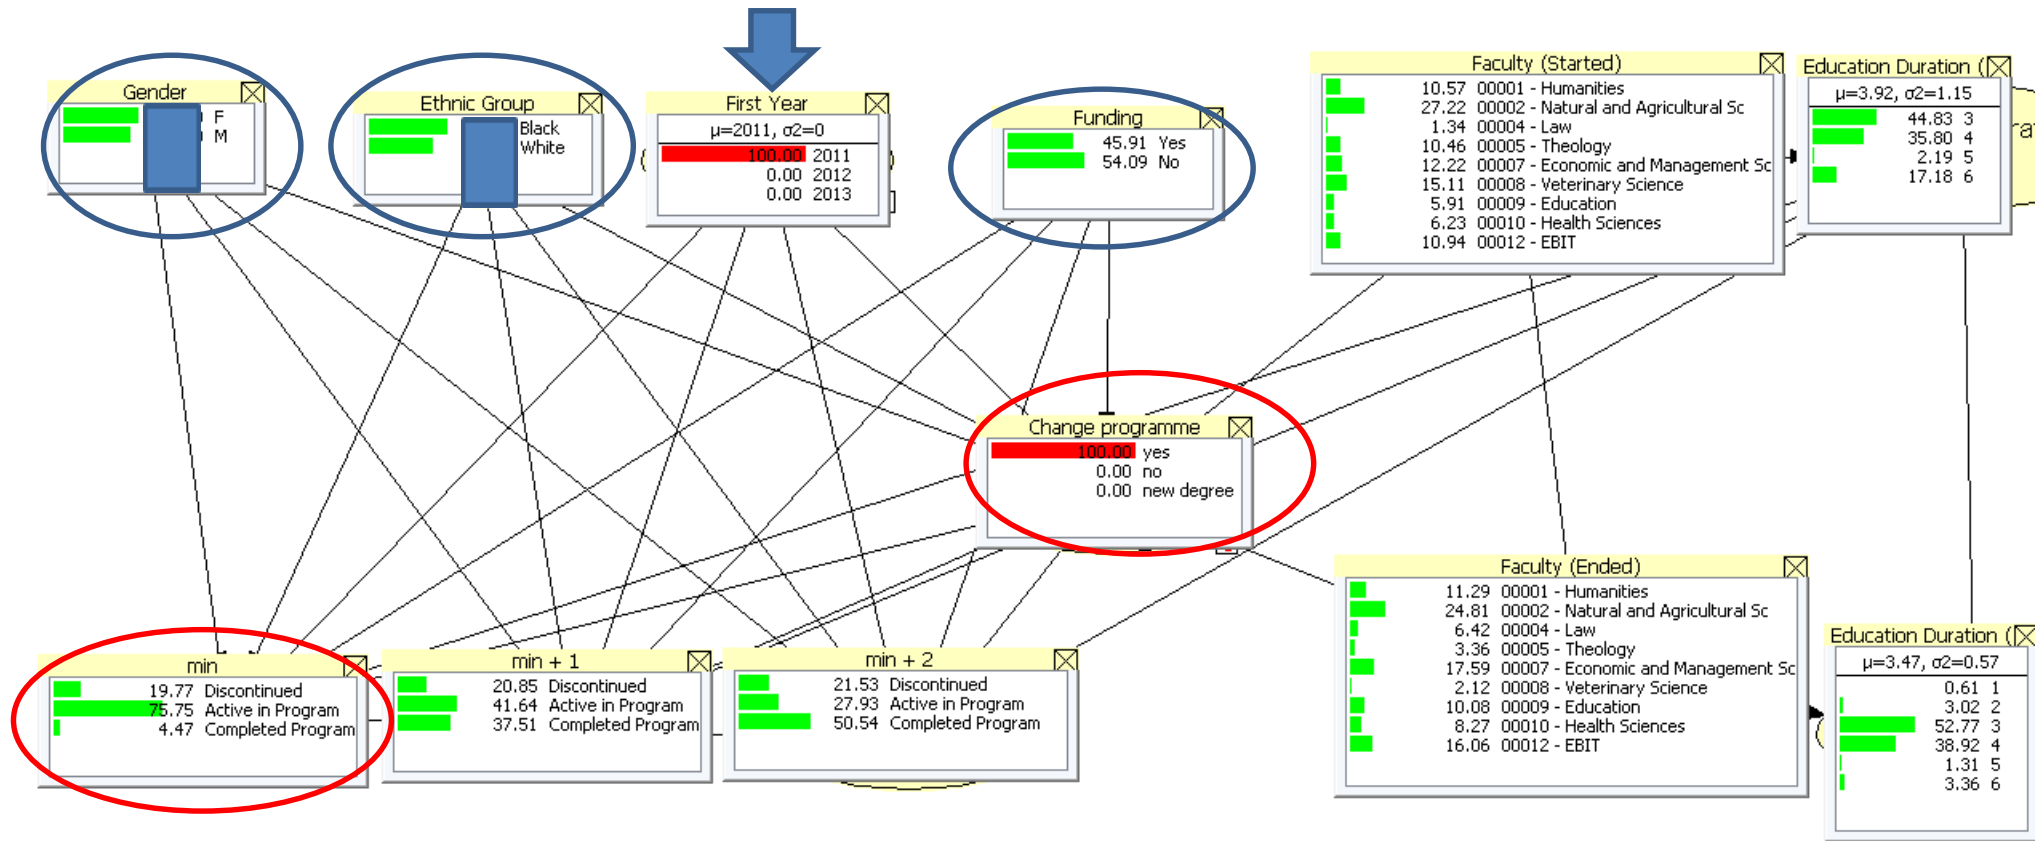 Gender
F
M
Ethnic Group
Black
White
First Year
µ=2011, σ2=0
100.00 2011
0.00 2012
0.00 2013
Funding
45.91 Yes
54.09 No
Faculty (Started)
10.57 00001 - Humanities
27.22 00002 - Natural and Agricultural Sc
1.34 00004 - Law
10.46 00005 - Theology
12.22 00007 - Economic and Management Sc
15.11 00008 - Veterinary Science
5.91 00009 - Education
6.23 00010 - Health Sciences
10.94 00012 - EBIT
Education Duration (
µ=3.92, σ2=1.15
44.83 3
35.80 4
2.19 5
17.18 6
Change programme
100.00 yes
0.00 no
0.00 new degree
min
19.77 Discontinued
75.75 Active in Program
4.47 Completed Program
min + 1
20.85 Discontinued
41.64 Active in Program
37.51 Completed Program
min + 2
21.53 Discontinued
27.93 Active in Program
50.54 Completed Program
Faculty (Ended)
11.29 00001 - Humanities
24.81 00002 - Natural and Agricultural Sc
6.42 00004 - Law
3.36 00005 - Theology
17.59 00007 - Economic and Management Sc
2.12 00008 - Veterinary Science
10.08 00009 - Education
8.27 00010 - Health Sciences
16.06 00012 - EBIT
Education Duration (
µ=3.47, σ2=0.57
0.61 1
3.02 2
52.77 3
38.92 4
1.31 5
3.36 6